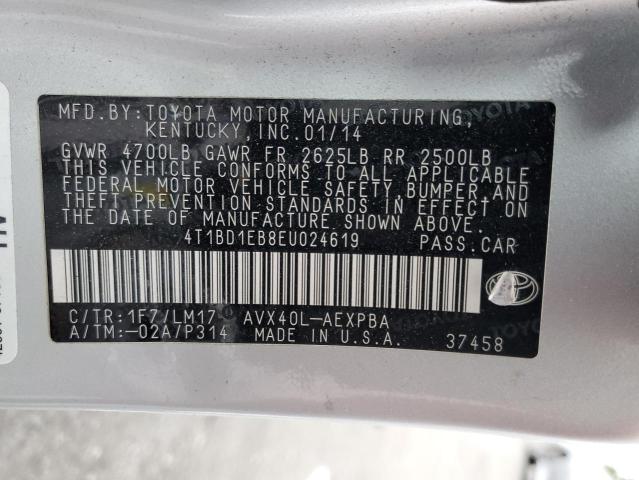 MFD.BY:TOYOTA MOTOR MANUFACTURING,
KENTUCKY, INC. 01/14
GVWR 4700LB GAWR FR 2625LB RR 2500LB
THIS VEHICLE CONFORMS TO ALL APPLICABLE
FEDERAL MOTOR VEHICLE SAFETY, BUMPER AND
THEFT PREVENTION STANDARDS IN EFFECT ON
THE DATE OF MANUFACTURE SHOWN ABOVE.
4T1BD1EB8EU024619 PASS.CAR
C/TR:1F7/LM17 AVX40L-AEXPBA
A/TM:-02A/P314 MADE IN U.S.A. 37458